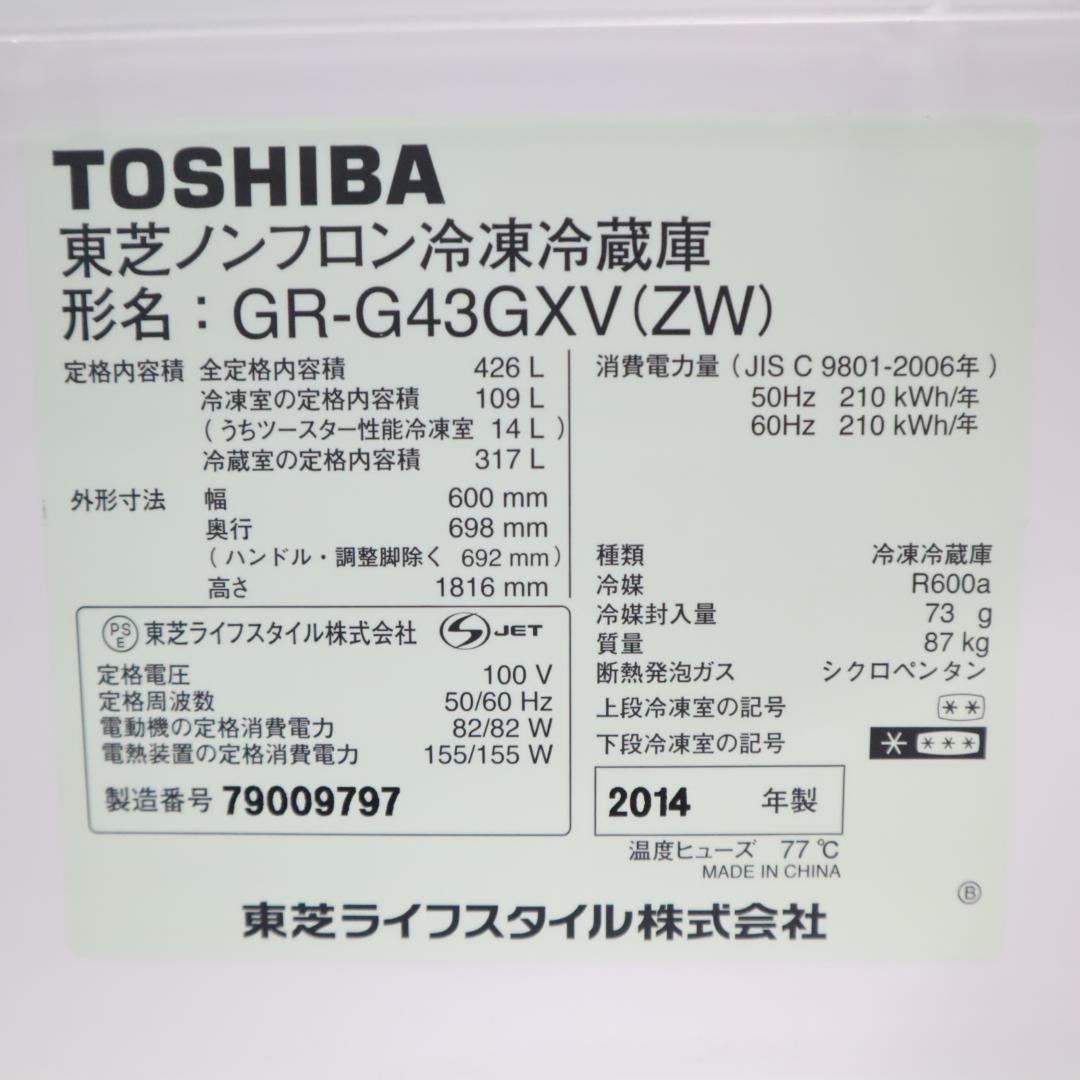 TOSHIBA
東芝ノンフロン冷凍冷蔵庫
形名：GR-G43GXV(ZW)
定格内容積 全定格内容積 426 L
冷凍室の定格内容積 109 L
(うちツースター性能冷凍室 14 L )
冷蔵室の定格内容積 317 L
外形寸法 幅 600 mm
奥行 698 mm
(ハンドル・調整脚除く 692 mm)
高さ 1816 mm
PSE 東芝ライフスタイル株式会社 S JET
定格電圧 100 V
定格周波数 50/60 Hz
電動機の定格消費電力 82/82 W
電熱装置の定格消費電力 155/155 W
製造番号 79009797
消費電力量 ( JIS C 9801-2006年 )
50Hz 210 kWh/年
60Hz 210 kWh/年
種類 冷凍冷蔵庫
冷媒 R600a
冷媒封入量 73 g
質量 87 kg
断熱発泡ガス シクロペンタン
上段冷凍室の記号 **
下段冷凍室の記号 * ***
2014 年製
温度ヒューズ 77 ℃
MADE IN CHINA
Ⓑ
東芝ライフスタイル株式会社